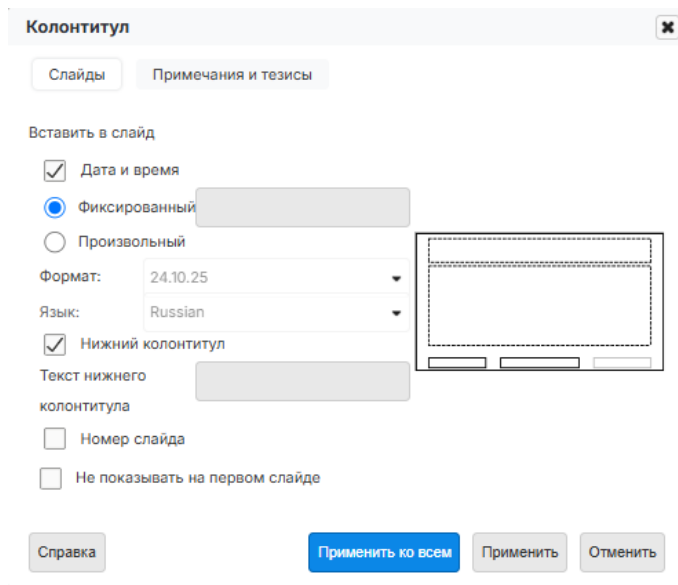 Колонтитул
Слайды Примечания и тезисы
Вставить в слайд
Дата и время
Фиксированный
Произвольный
Формат: 24.10.25
Язык: Russian
Нижний колонтитул
Текст нижнего
колонтитула
Номер слайда
Не показывать на первом слайде
Справка Применить ко всем Применить Отменить